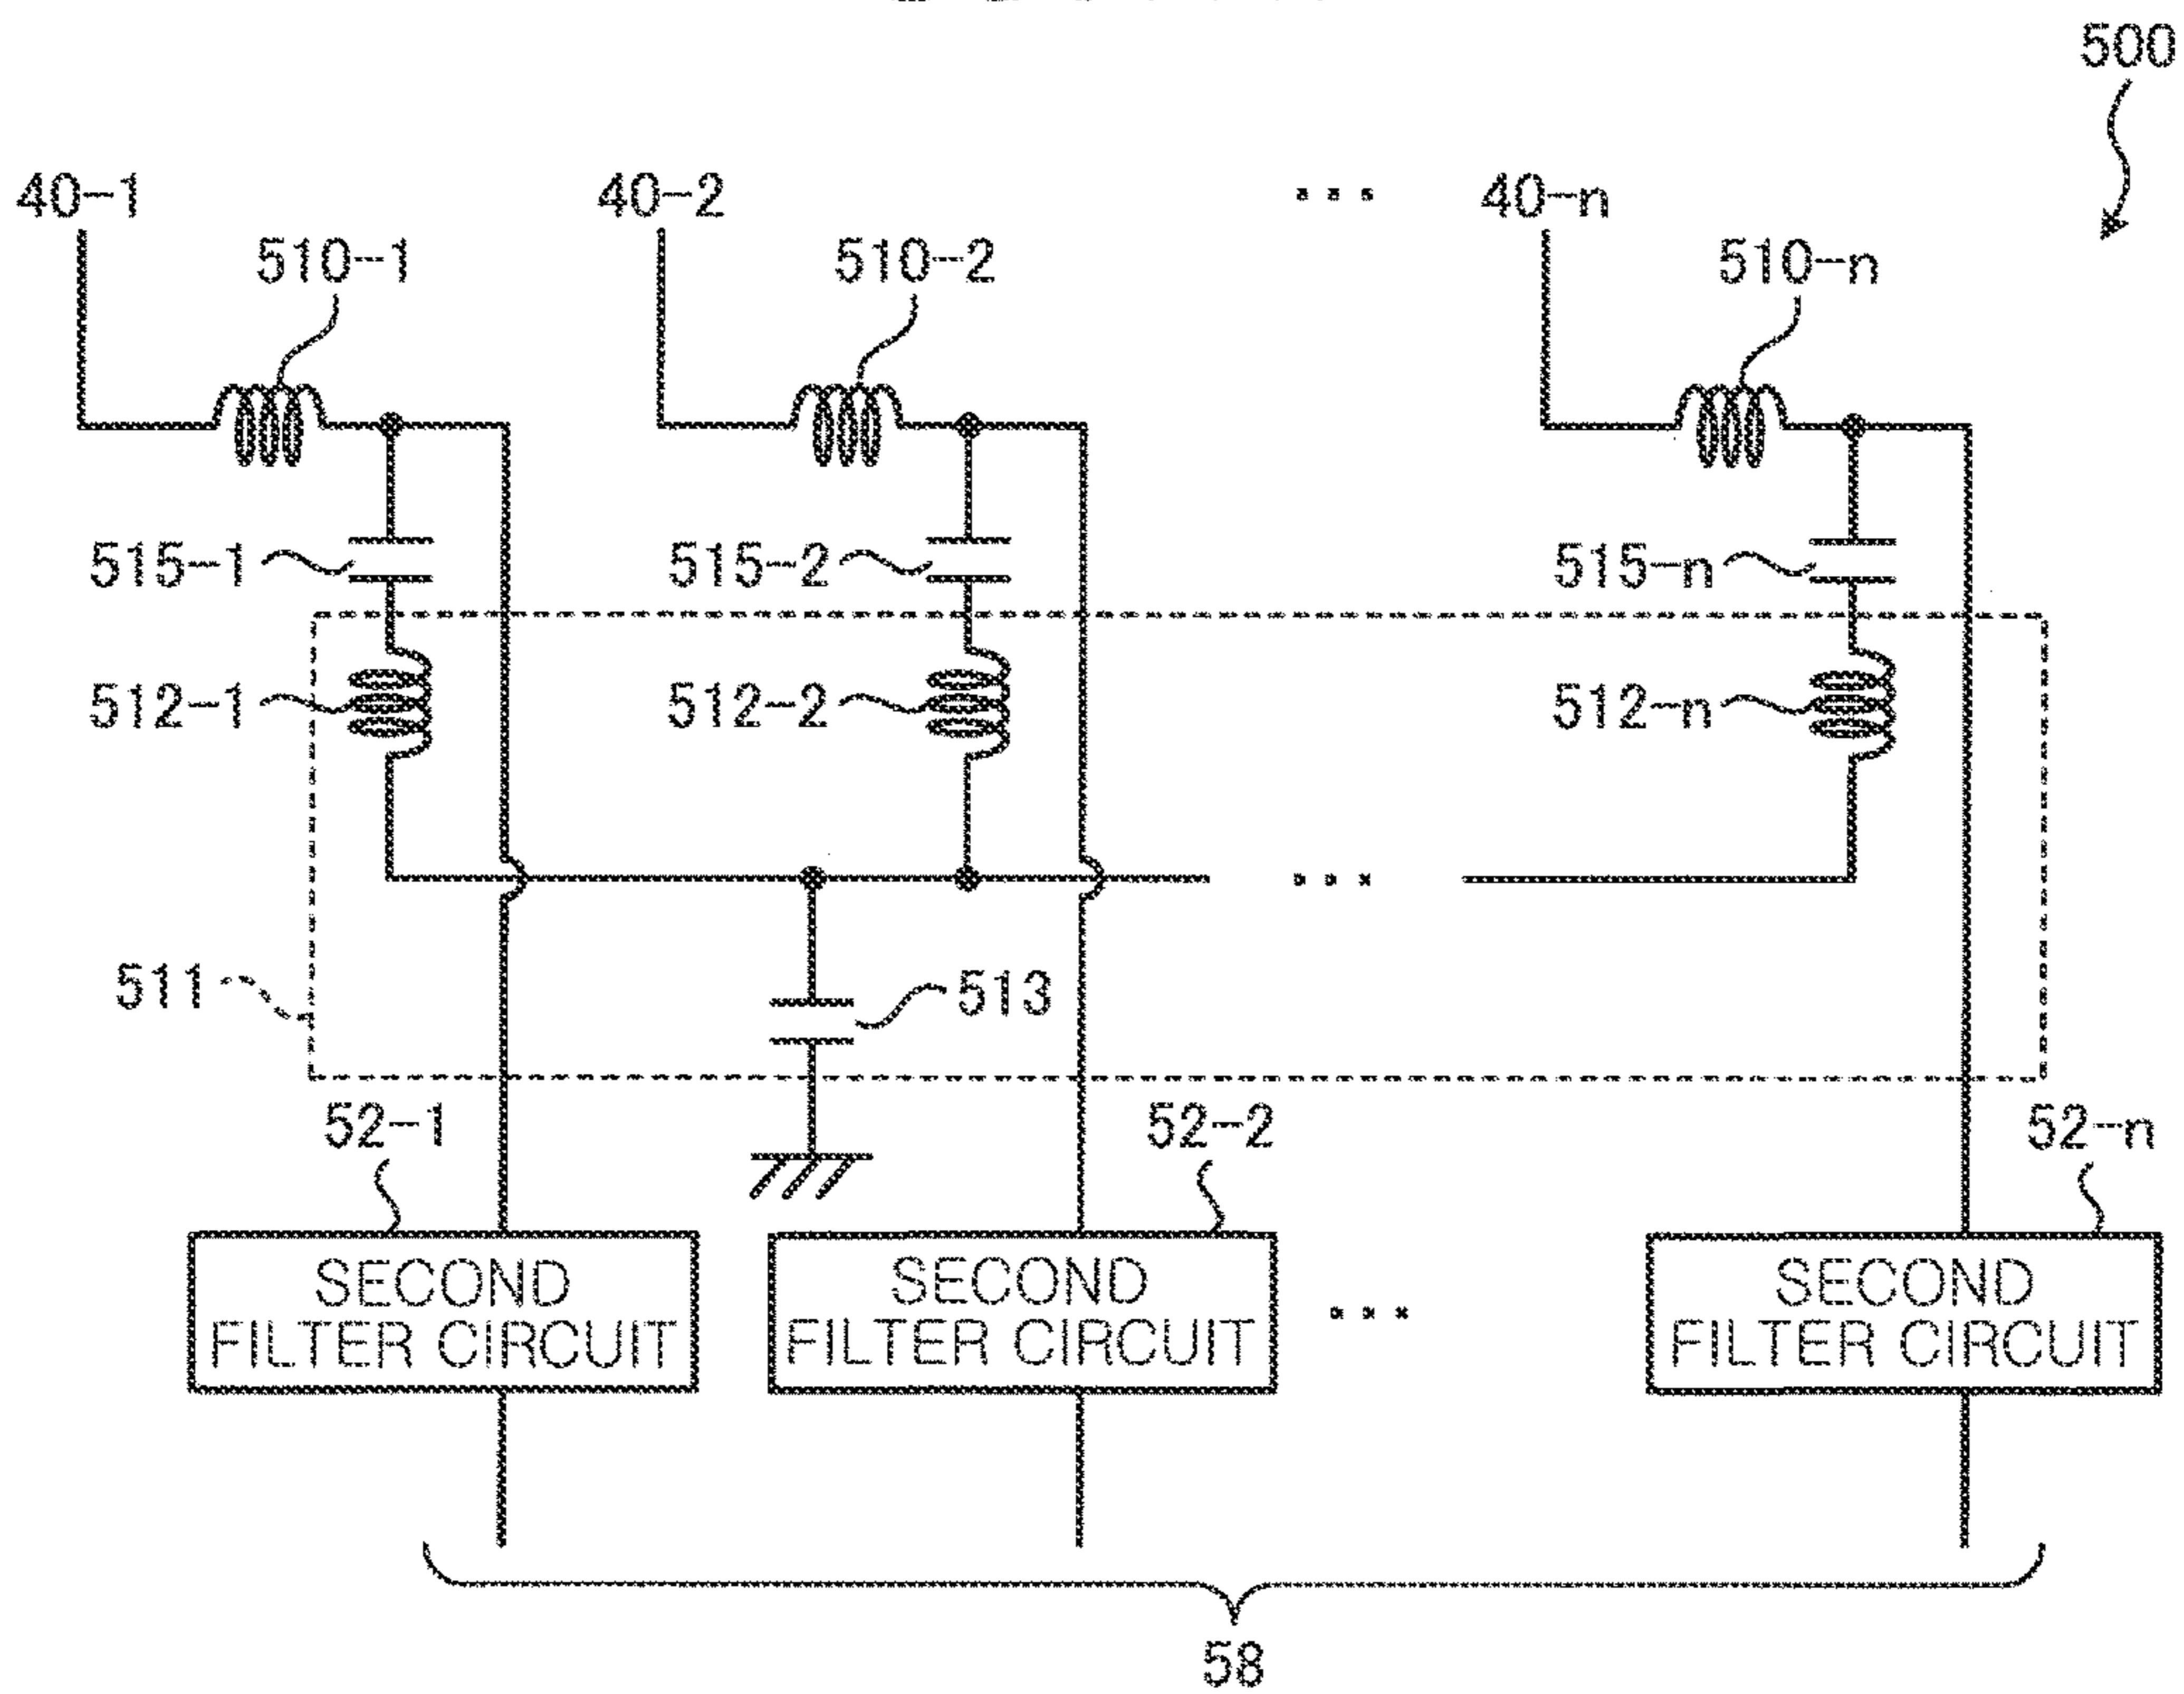 500
40-1 40-2 ... 40-n
510-1 510-2 510-n
515-1 515-2 515-n
512-1 512-2 512-n
...
511 513
52-1 52-2 52-n
SECOND FILTER CIRCUIT
SECOND FILTER CIRCUIT
...
SECOND FILTER CIRCUIT
58